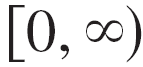 [0, ∞)